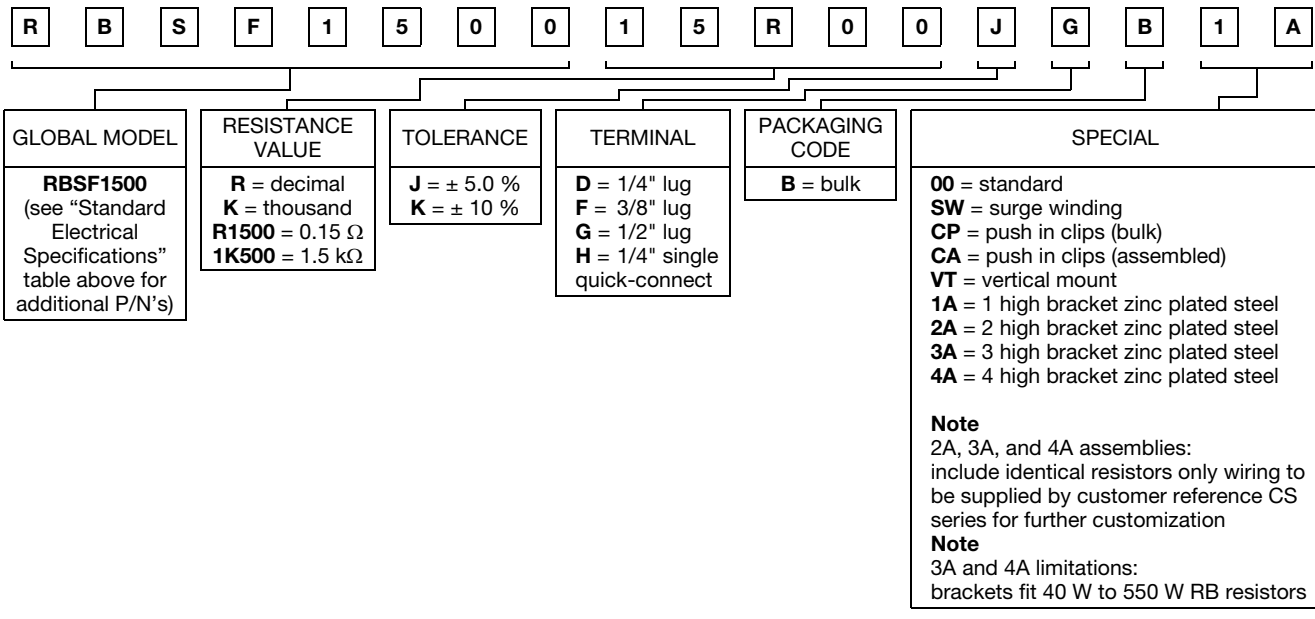 R B S F 1 5 0 0 1 5 R 0 0 J G B 1 A
GLOBAL MODEL
RBSF1500
(see “Standard
Electrical
Specifications”
table above for
additional P/N’s)
RESISTANCE
VALUE
R = decimal
K = thousand
R1500 = 0.15 Ω
1K500 = 1.5 kΩ
TOLERANCE
J = ± 5.0 %
K = ± 10 %
TERMINAL
D = 1/4" lug
F = 3/8" lug
G = 1/2" lug
H = 1/4" single
quick-connect
PACKAGING
CODE
B = bulk
SPECIAL
00 = standard
SW = surge winding
CP = push in clips (bulk)
CA = push in clips (assembled)
VT = vertical mount
1A = 1 high bracket zinc plated steel
2A = 2 high bracket zinc plated steel
3A = 3 high bracket zinc plated steel
4A = 4 high bracket zinc plated steel
Note
2A, 3A, and 4A assemblies:
include identical resistors only wiring to
be supplied by customer reference CS
series for further customization
Note
3A and 4A limitations:
brackets fit 40 W to 550 W RB resistors